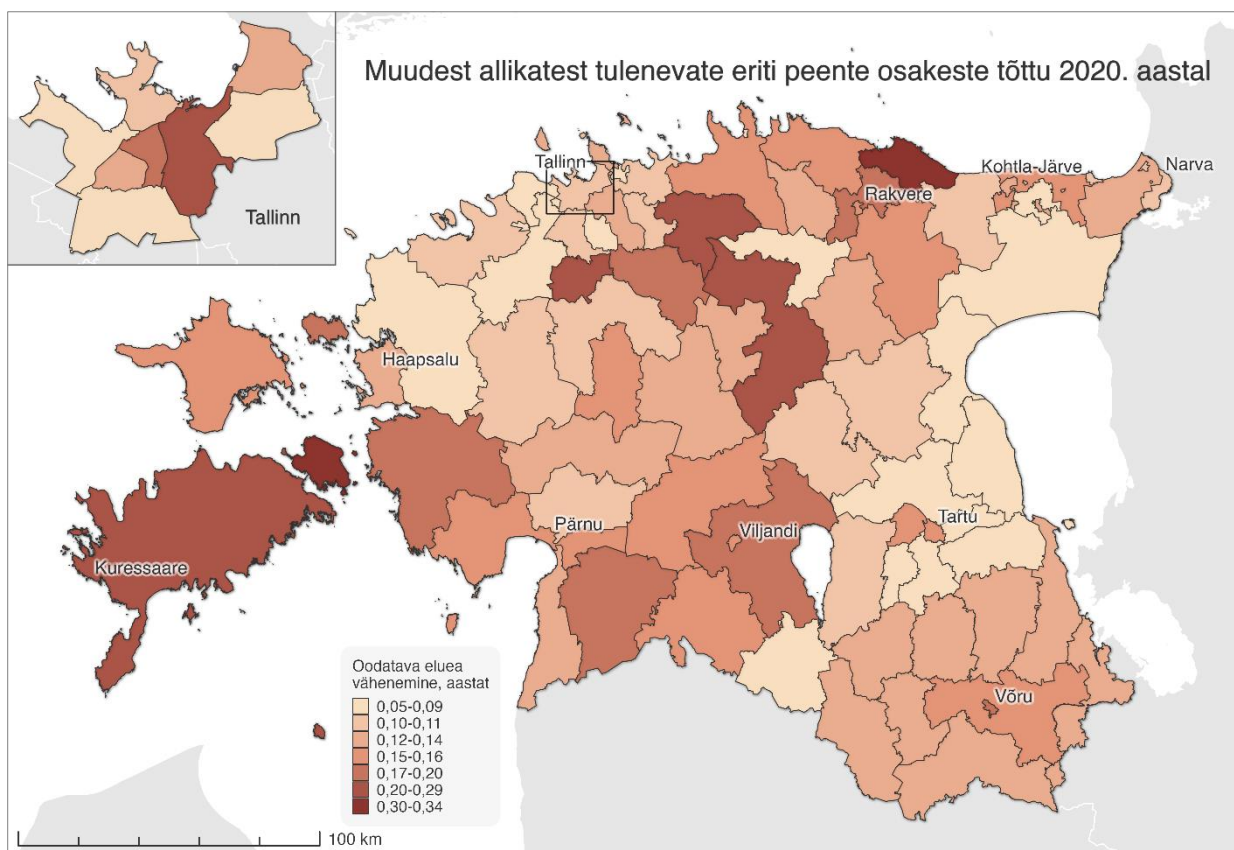 Muudest allikatest tulenevate eriti peente osakeste tõttu 2020. aastal
Tallinn
Tallinn
Kohtla-Järve
Narva
Rakvere
Haapsalu
Pärnu
Viljandi
Tartu
Kuressaare
Võru
Oodatava eluea
vähenemine, aastat
0,05-0,09
0,10-0,11
0,12-0,14
0,15-0,16
0,17-0,20
0,20-0,29
0,30-0,34
100 km